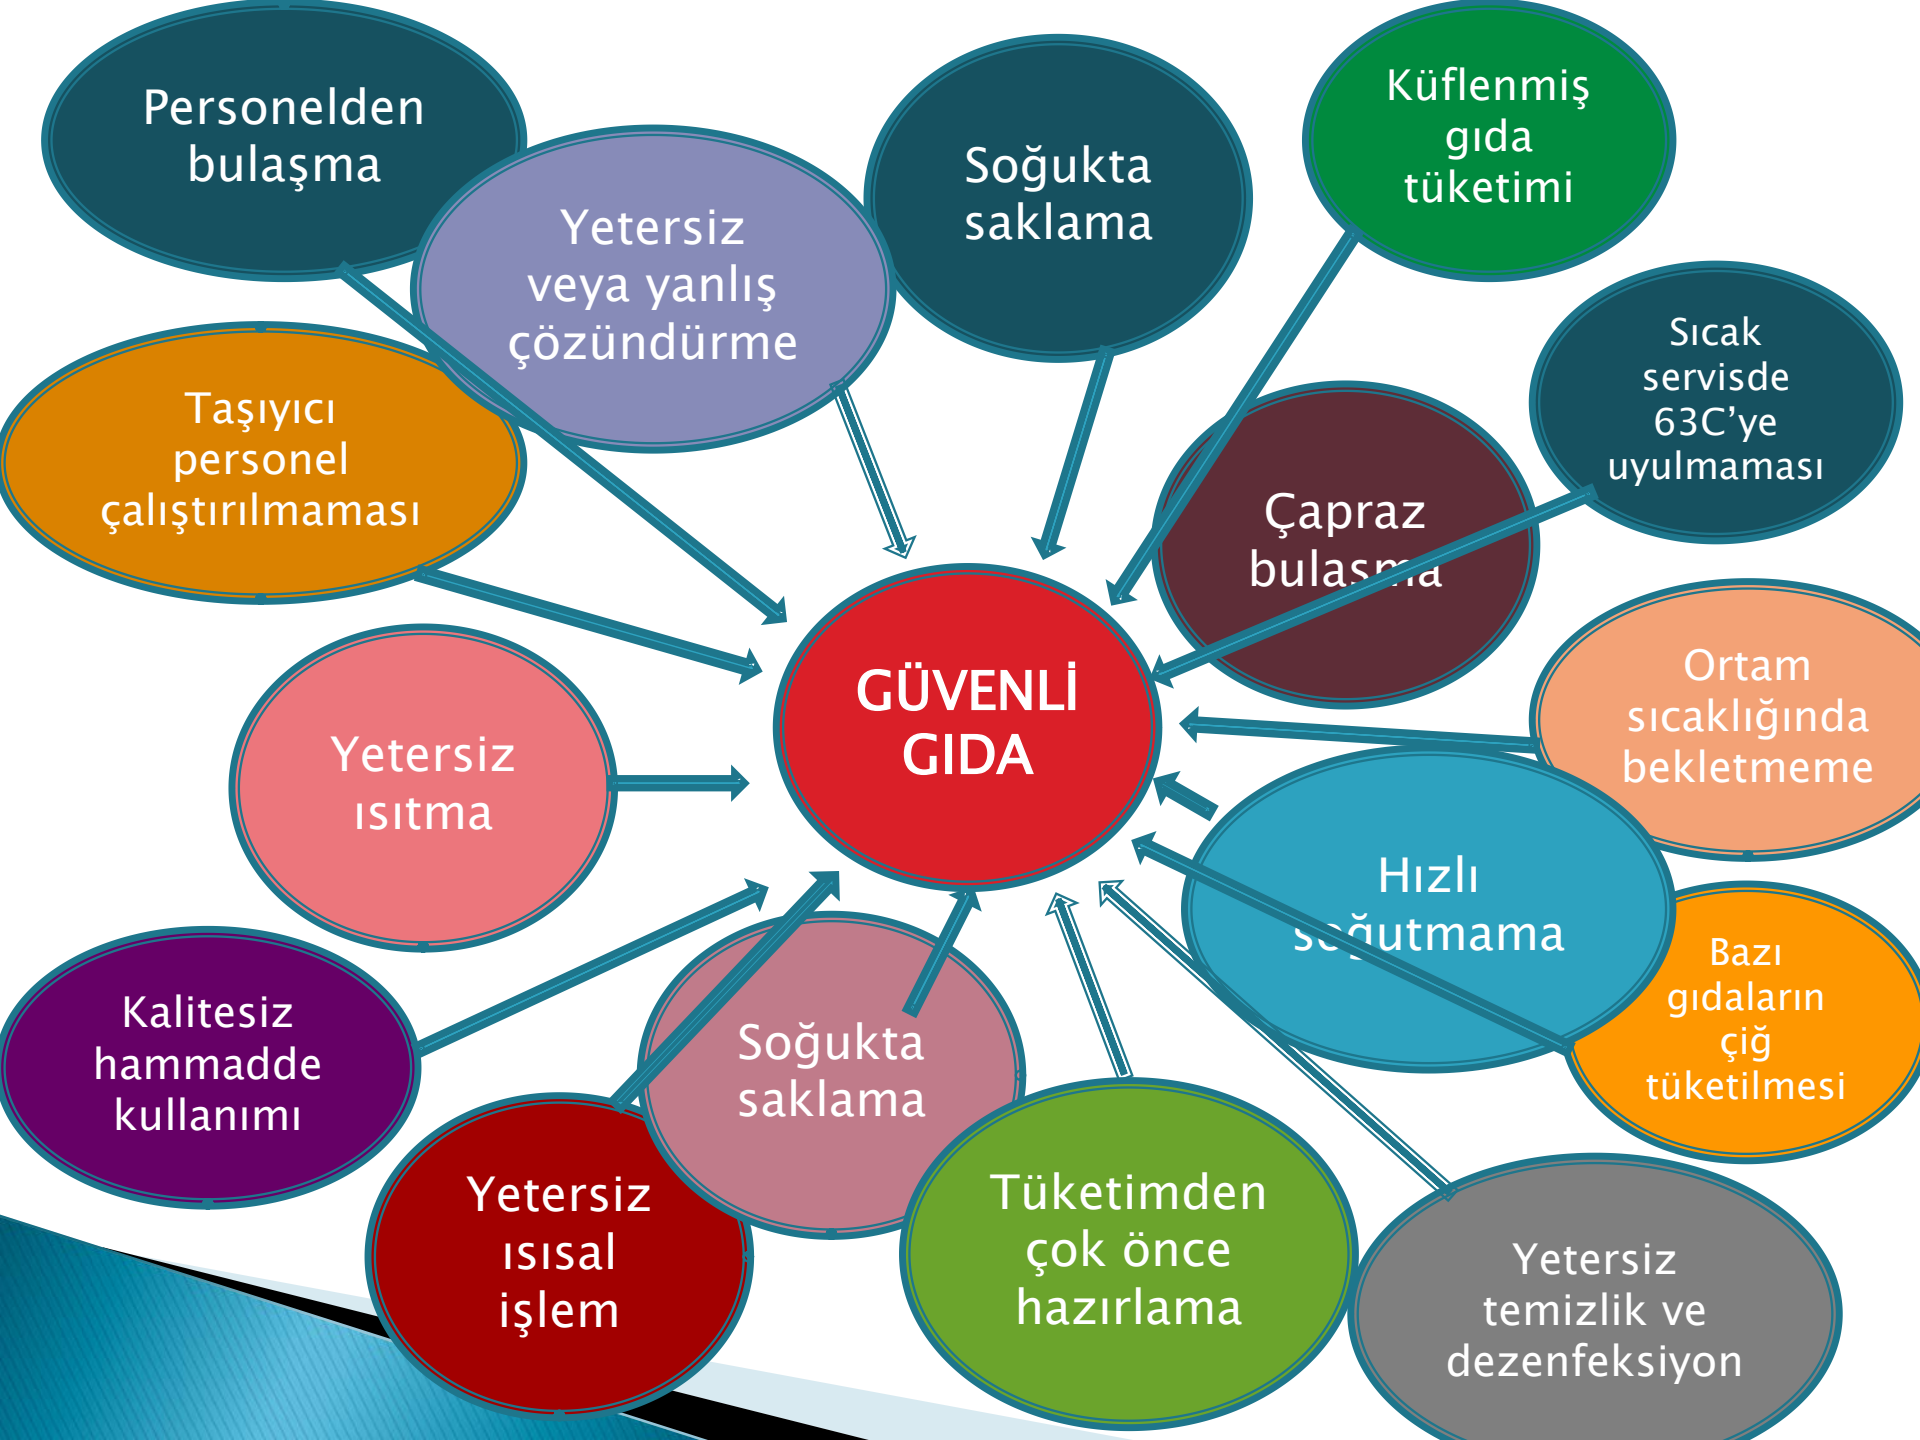 Personelden
bulaşma
Yetersiz
veya yanlış
çözündürme
Soğukta
saklama
Küflenmiş
gıda
tüketimi
Sıcak
servisde
63C’ye
uyulmaması
Taşıyıcı
personel
çalıştırılmaması
Çapraz
bulaşma
GÜVENLİ
GIDA
Ortam
sıcaklığında
bekletmeme
Yetersiz
ısıtma
Hızlı
soğutmama
Bazı
gıdaların
çiğ
tüketilmesi
Kalitesiz
hammadde
kullanımı
Soğukta
saklama
Yetersiz
ısısal
işlem
Tüketimden
çok önce
hazırlama
Yetersiz
temizlik ve
dezenfeksiyon